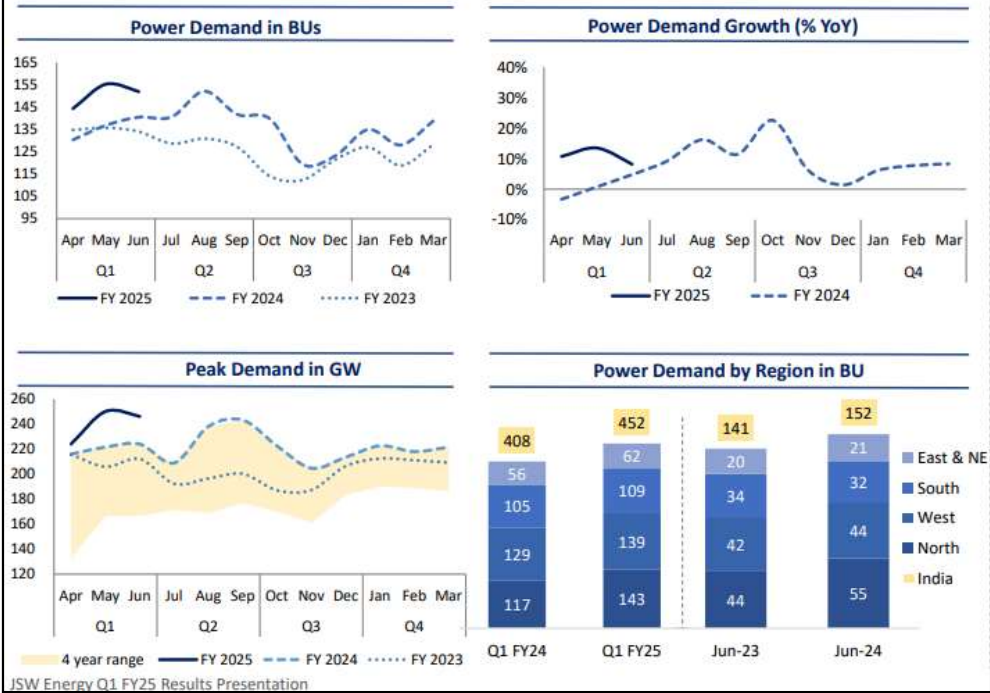 Power Demand in BUs
165
155
145
135
125
115
105
95
Apr May Jun Jul Aug Sep Oct Nov Dec Jan Feb Mar
Q1 Q2 Q3 Q4
FY 2025 FY 2024 FY 2023
Power Demand Growth (% YoY)
40%
30%
20%
10%
0%
-10%
Apr May Jun Jul Aug Sep Oct Nov Dec Jan Feb Mar
Q1 Q2 Q3 Q4
FY 2025 FY 2024
Peak Demand in GW
260
240
220
200
180
160
140
120
Apr May Jun Jul Aug Sep Oct Nov Dec Jan Feb Mar
Q1 Q2 Q3 Q4
4 year range FY 2025 FY 2024 FY 2023
Power Demand by Region in BU
408 452 141 152
56 62 20 21
105 109 34 32
129 139 42 44
117 143 44 55
Q1 FY24 Q1 FY25 Jun-23 Jun-24
East & NE
South
West
North
India
JSW Energy Q1 FY25 Results Presentation